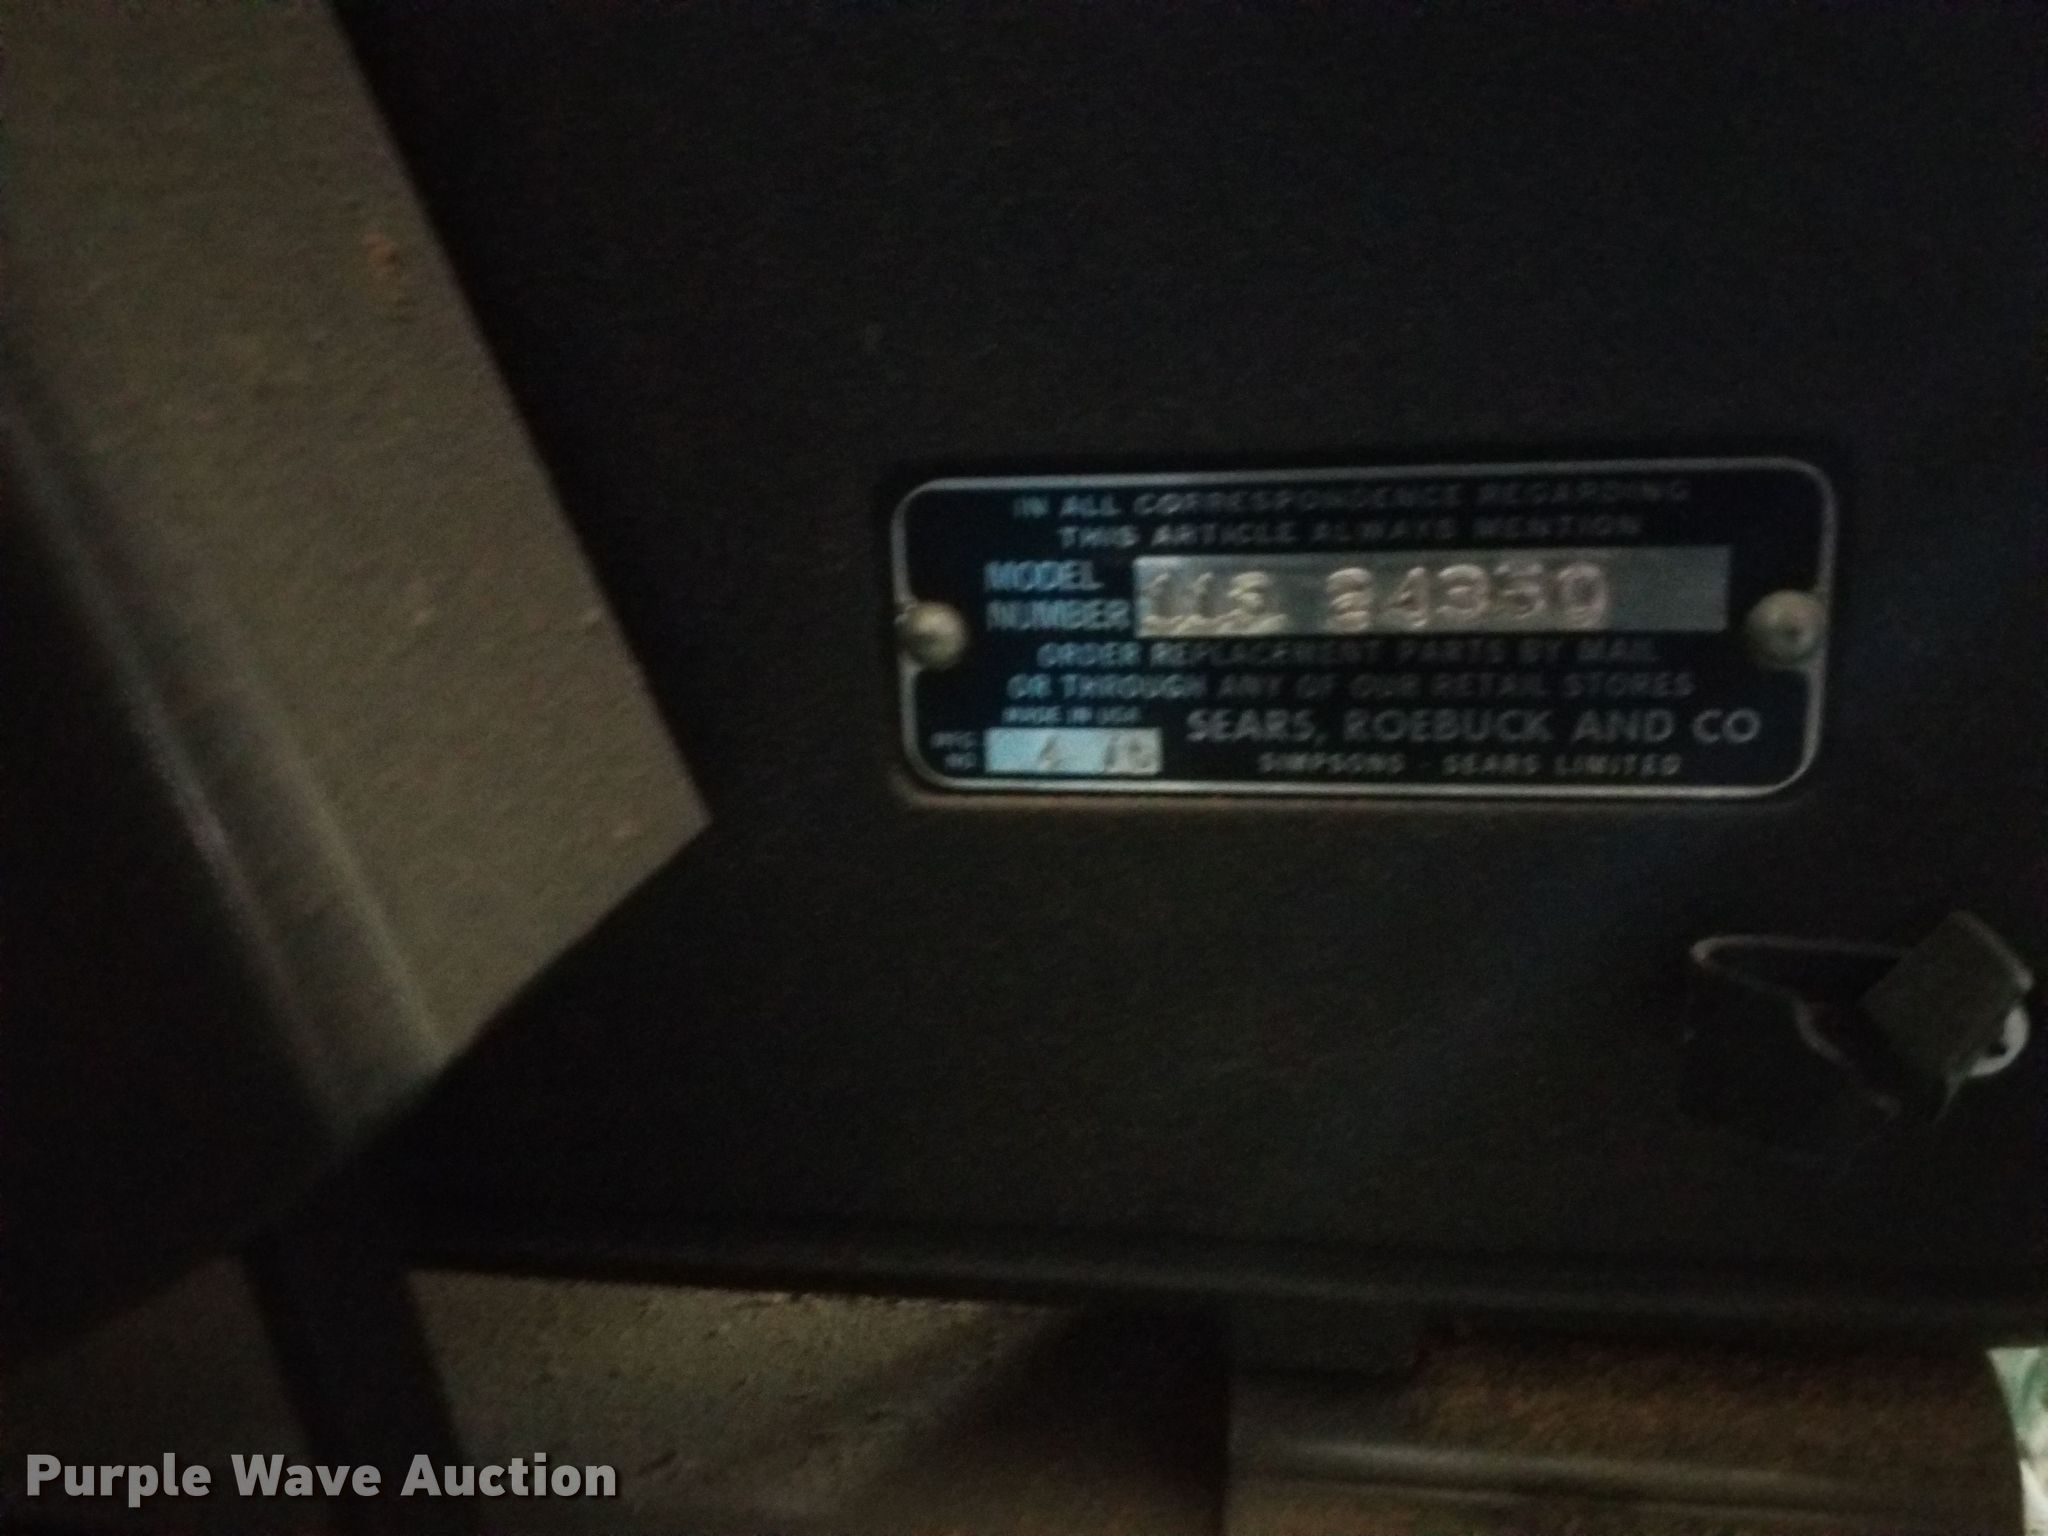 IN ALL CORRESPONDENCE REGARDING
THIS ARTICLE ALWAYS MENTION
MODEL
NUMBER
ORDER REPLACEMENT PARTS BY MAIL
OR THROUGH ANY OF OUR RETAIL STORES
MADE IN USA
SEARS, ROEBUCK AND CO
SIMPSONS - SEARS LIMITED
Purple Wave Auction